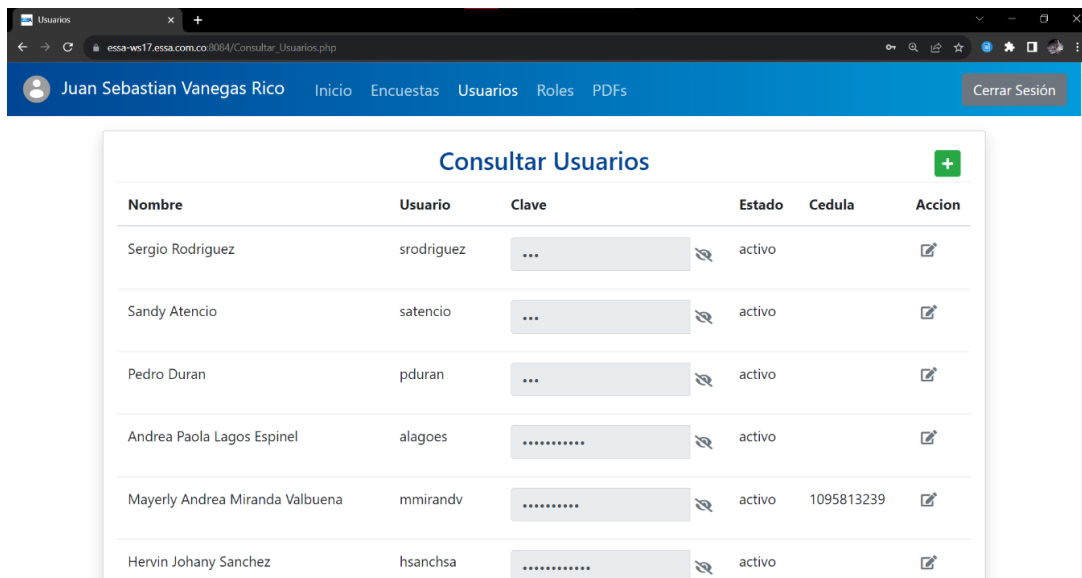 Usuarios
essa-ws17.essa.com.co:8084/Consultar_Usuarios.php
Juan Sebastian Vanegas Rico Inicio Encuestas Usuarios Roles PDFs Cerrar Sesión
Consultar Usuarios +
Nombre Usuario Clave Estado Cedula Accion
Sergio Rodriguez srodriguez ••• activo
Sandy Atencio satencio ••• activo
Pedro Duran pduran ••• activo
Andrea Paola Lagos Espinel alagoes ••••••••••• activo
Mayerly Andrea Miranda Valbuena mmirandv •••••••••• activo 1095813239
Hervin Johany Sanchez hsanchsa •••••••••••• activo